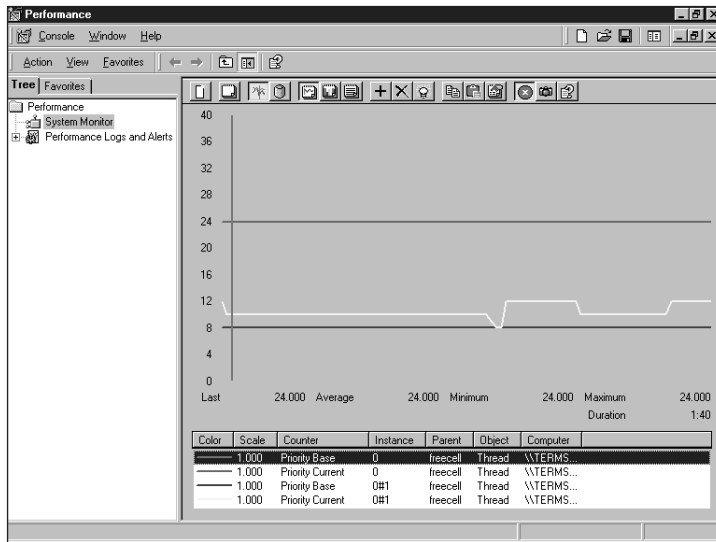 Performance
Console Window Help
Action View Favorites
Tree Favorites
Performance
System Monitor
Performance Logs and Alerts
40
36
32
28
24
20
16
12
8
4
0
Last 24.000 Average 24.000 Minimum 24.000 Maximum 24.000
Duration 1:40
Color Scale Counter Instance Parent Object Computer
1.000 Priority Base 0 freecell Thread \\TERMS...
1.000 Priority Current 0 freecell Thread \\TERMS...
1.000 Priority Base 0#1 freecell Thread \\TERMS...
1.000 Priority Current 0#1 freecell Thread \\TERMS...